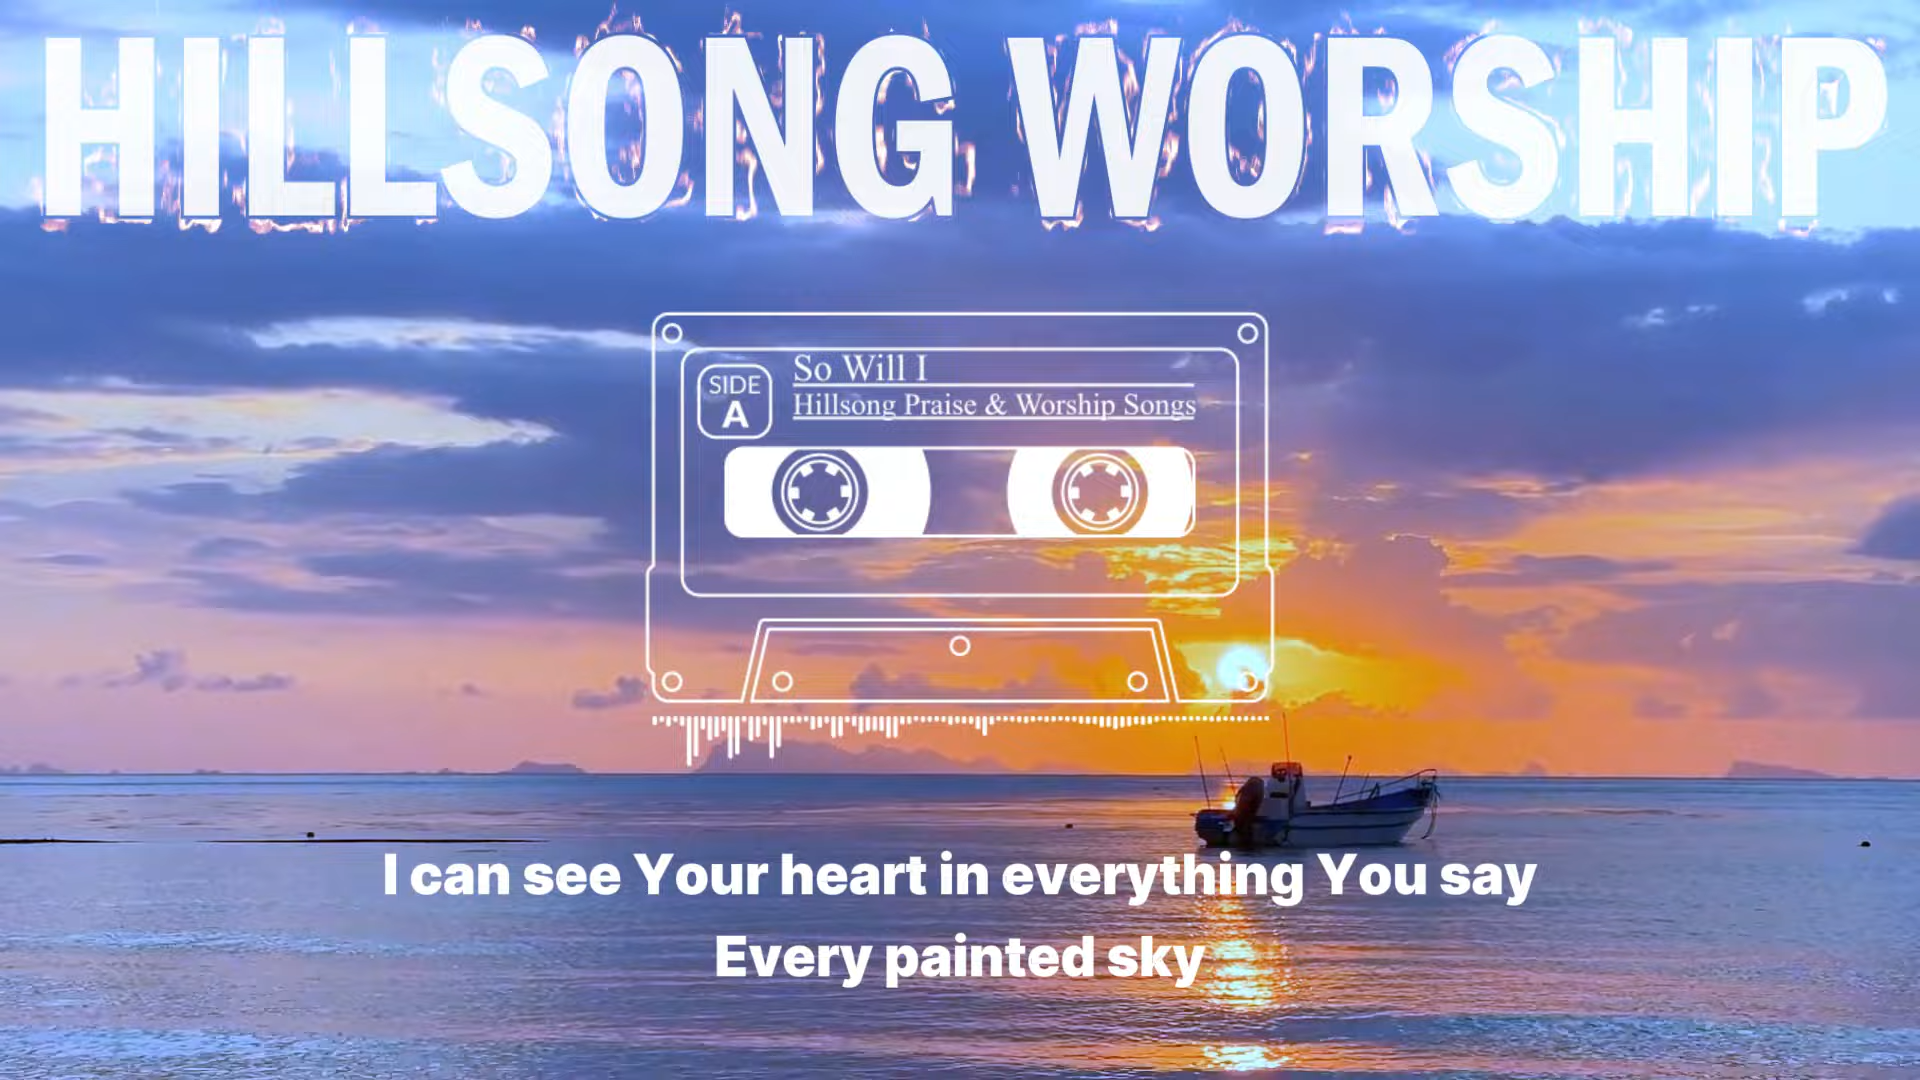 HILLSONG WORSHIP
SIDE
A
So Will I
Hillsong Praise & Worship Songs
I can see Your heart in everything You say
Every painted sky